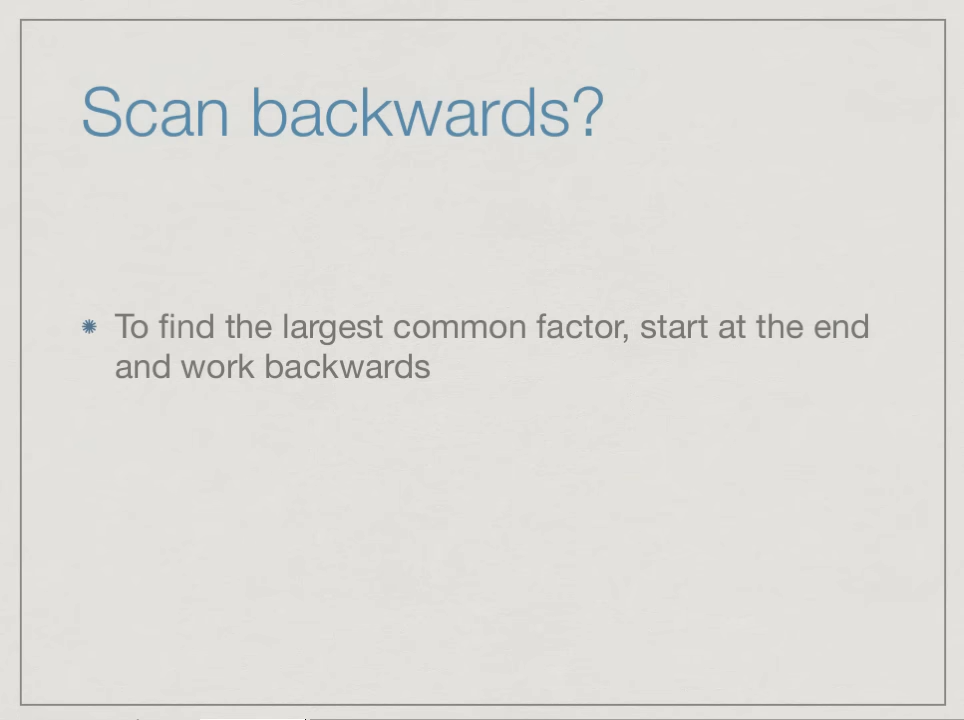 Scan backwards?
To find the largest common factor, start at the end
and work backwards